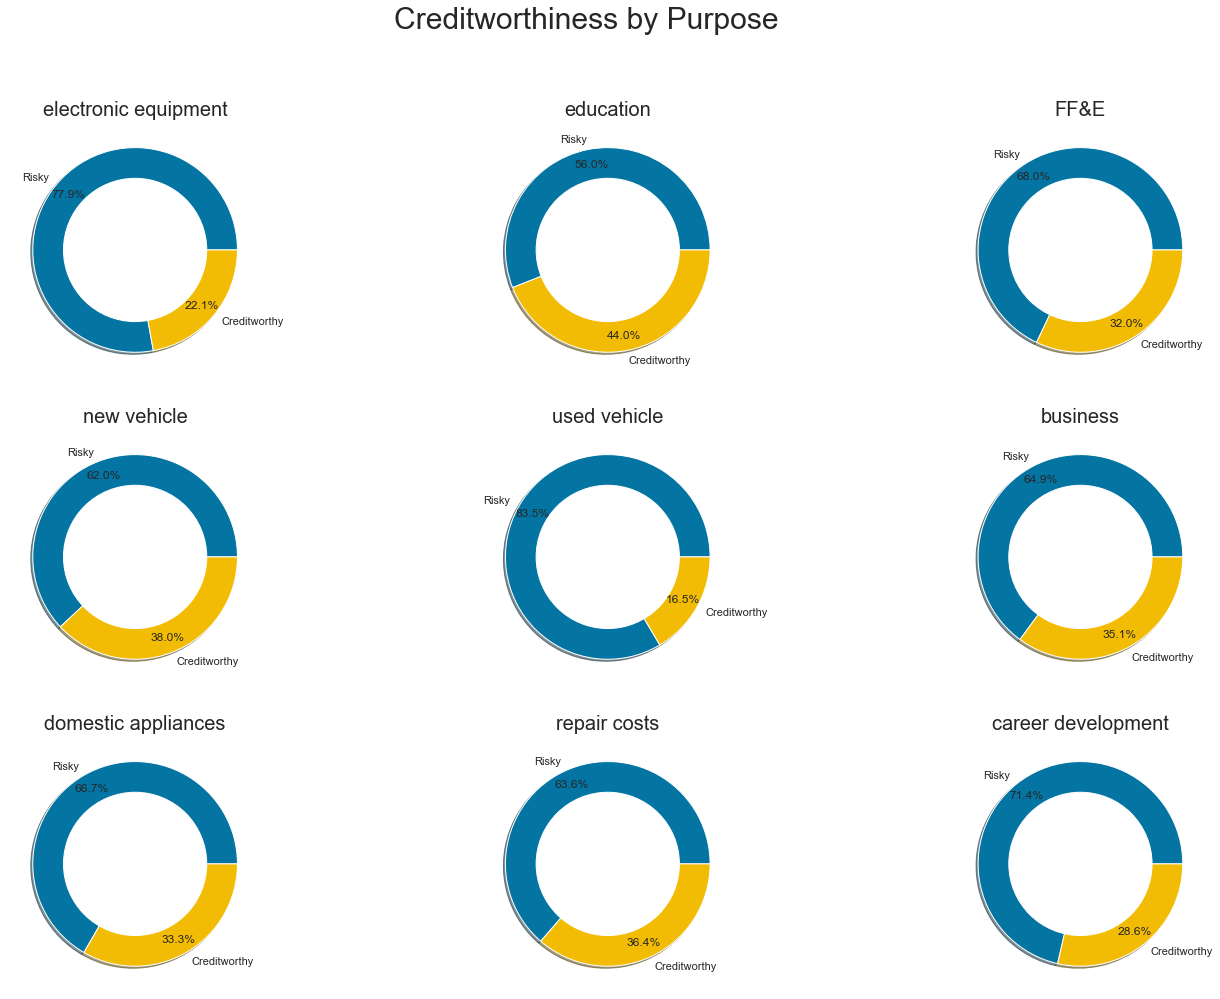 Creditworthiness by Purpose
electronic equipment
Risky
77.9%
22.1%
Creditworthy
education
Risky
56.0%
44.0%
Creditworthy
FF&E
Risky
68.0%
32.0%
Creditworthy
new vehicle
Risky
62.0%
38.0%
Creditworthy
used vehicle
Risky
83.5%
16.5%
Creditworthy
business
Risky
64.9%
35.1%
Creditworthy
domestic appliances
Risky
66.7%
33.3%
Creditworthy
repair costs
Risky
63.6%
36.4%
Creditworthy
career development
Risky
71.4%
28.6%
Creditworthy